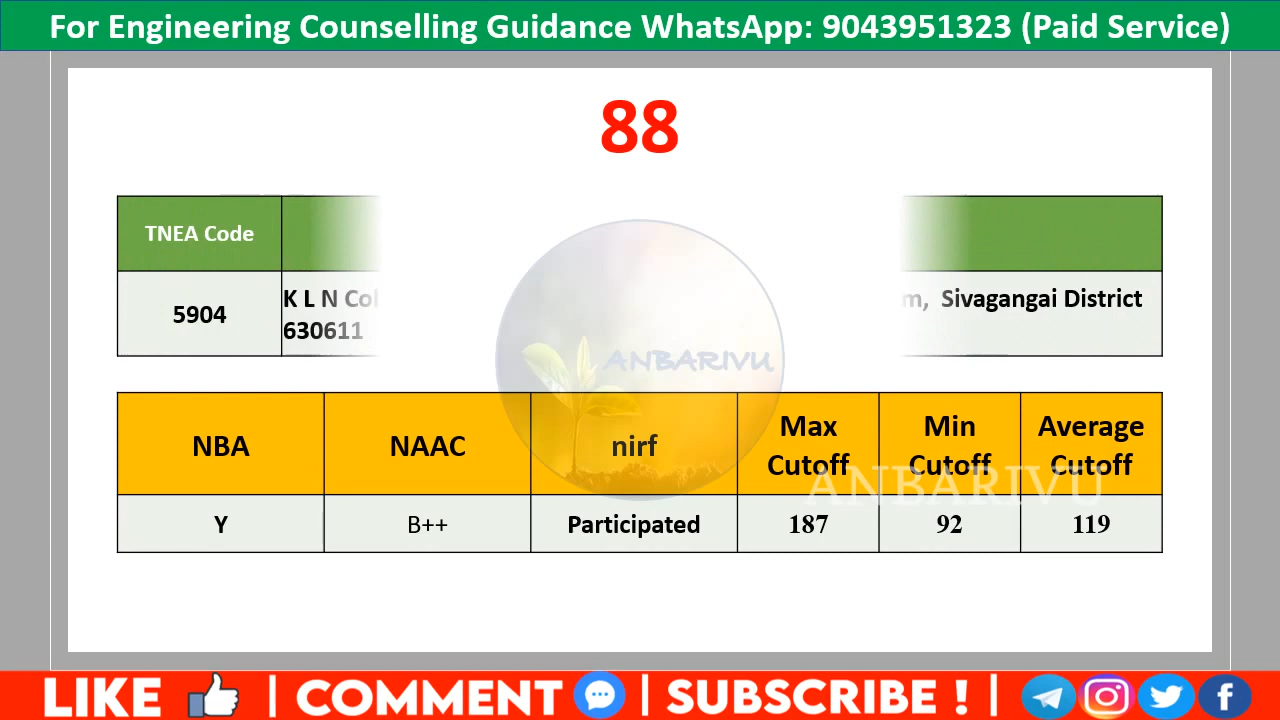 For Engineering Counselling Guidance WhatsApp: 9043951323 (Paid Service)
88
TNEA Code
5904
K L N Col
m, Sivagangai District
630611
ANBARIVU
NBA
NAAC
nirf
Max
Cutoff
Min
Cutoff
Average
Cutoff
ANBARIVU
Y
B++
Participated
187
92
119
LIKE | COMMENT | SUBSCRIBE ! |